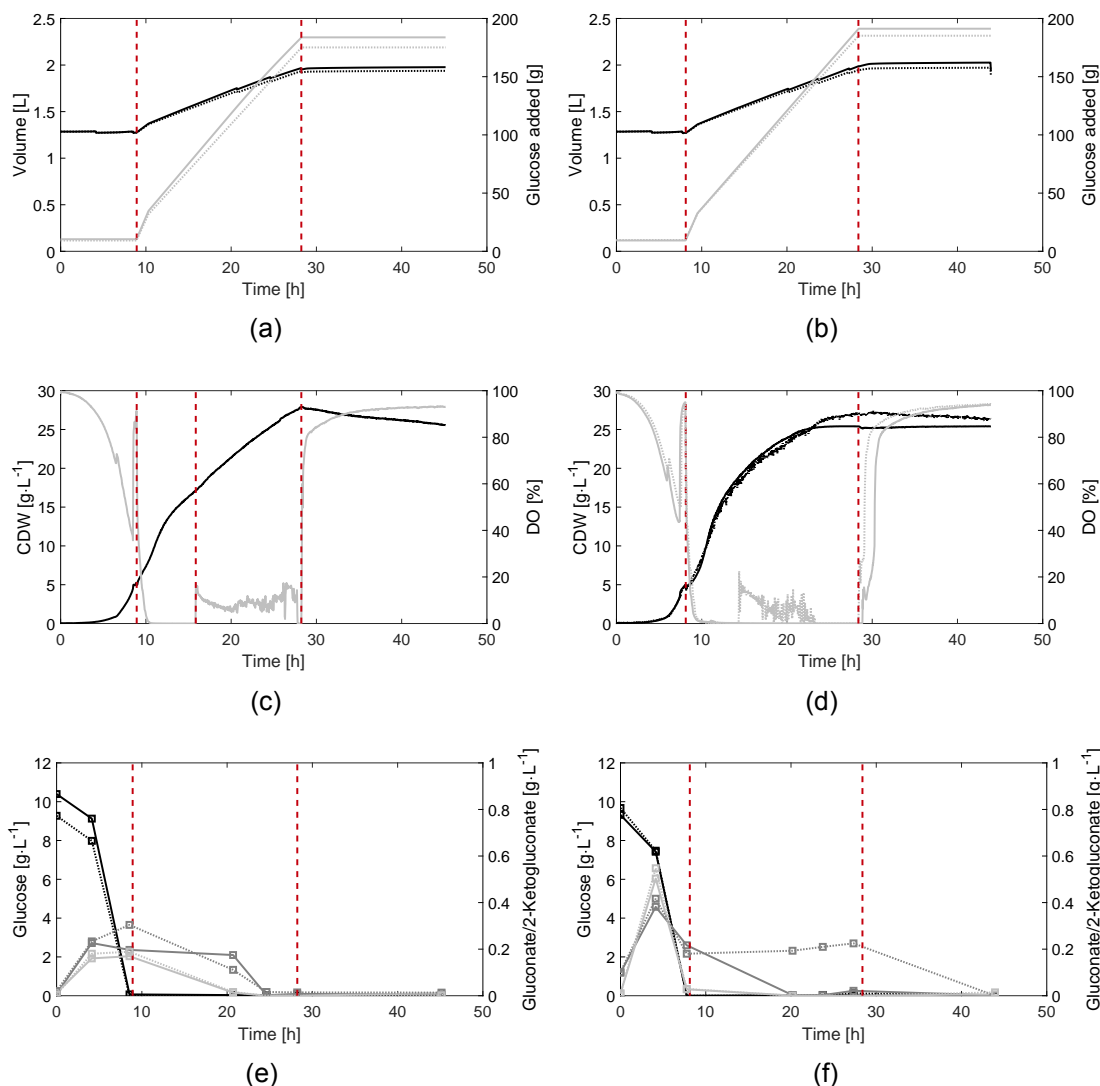 2.5
2
1.5
1
0.5
0
Volume [L]
200
150
100
50
0
Glucose added [g]
0 10 20 30 40 50
Time [h]
(a)
2.5
2
1.5
1
0.5
0
Volume [L]
200
150
100
50
0
Glucose added [g]
0 10 20 30 40 50
Time [h]
(b)
30
25
20
15
10
5
0
CDW [g·L-1]
100
80
60
40
20
0
DO [%]
0 10 20 30 40 50
Time [h]
(c)
30
25
20
15
10
5
0
CDW [g·L-1]
100
80
60
40
20
0
DO [%]
0 10 20 30 40 50
Time [h]
(d)
12
10
8
6
4
2
0
Glucose [g·L-1]
1
0.8
0.6
0.4
0.2
0
Gluconate/2-Ketogluconate [g·L-1]
0 10 20 30 40 50
Time [h]
(e)
12
10
8
6
4
2
0
Glucose [g·L-1]
1
0.8
0.6
0.4
0.2
0
Gluconate/2-Ketogluconate [g·L-1]
0 10 20 30 40 50
Time [h]
(f)